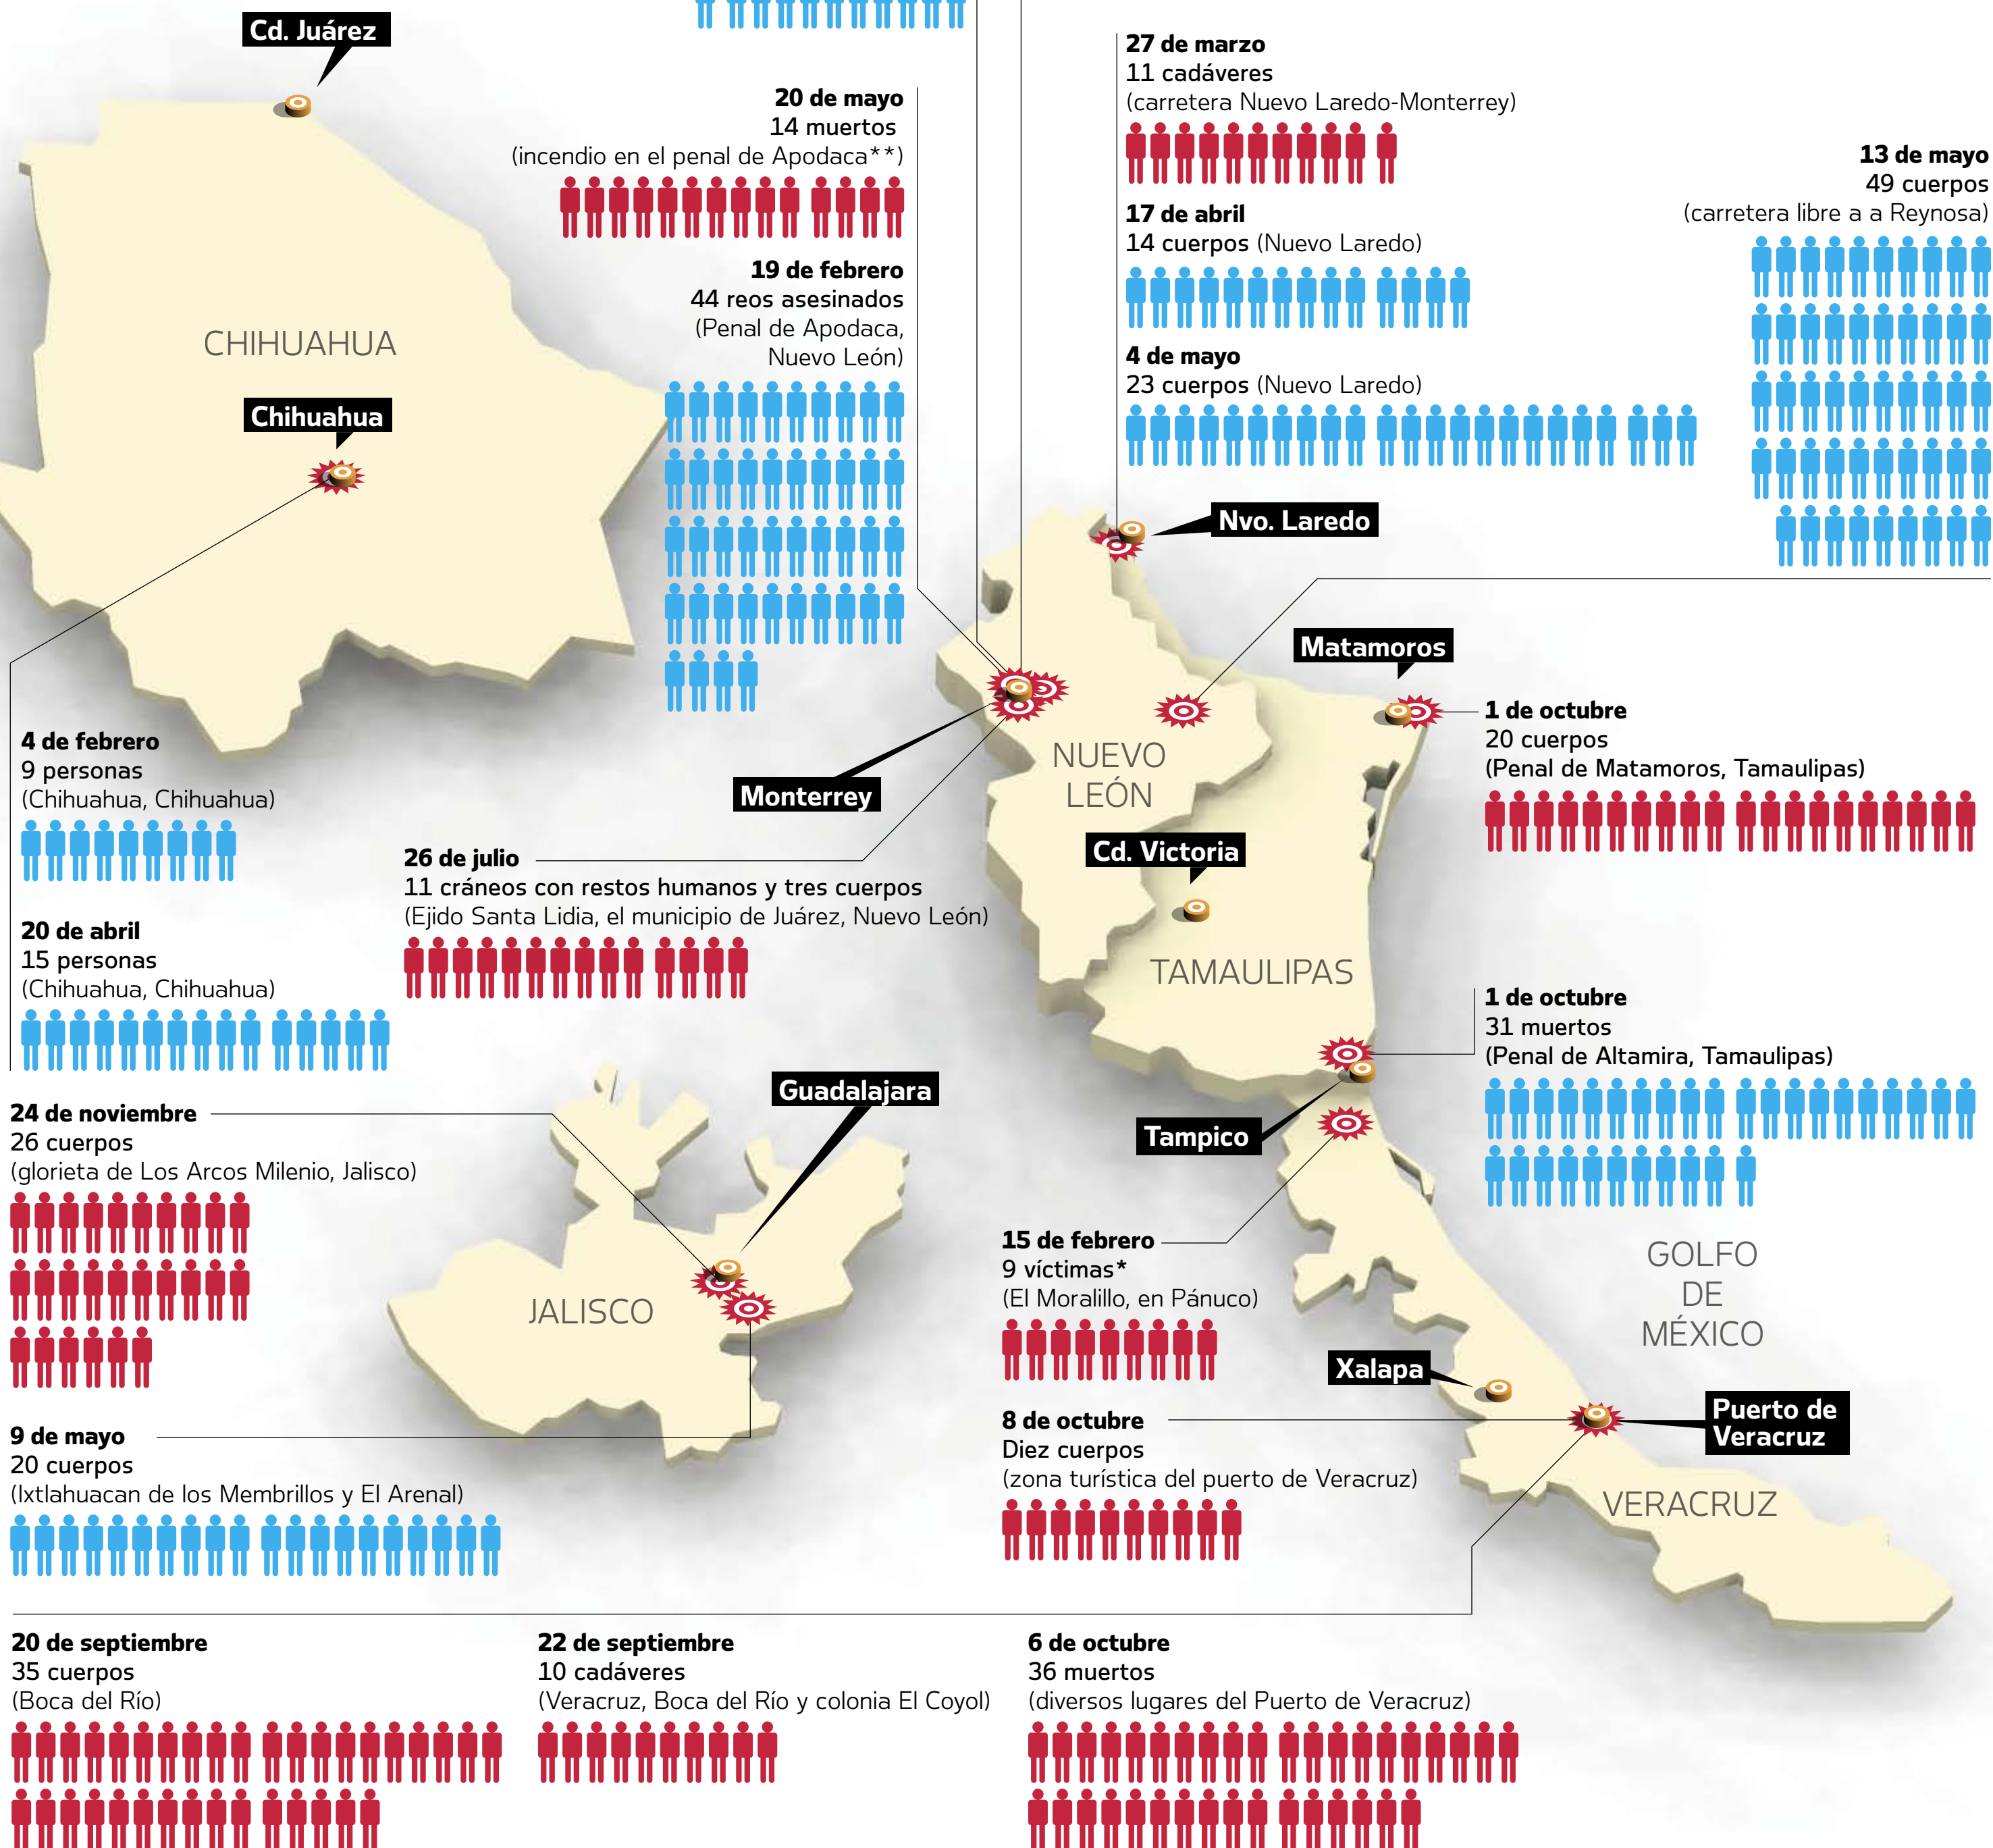 Cd. Juárez
CHIHUAHUA
Chihuahua
20 de mayo
14 muertos
(incendio en el penal de Apodaca**)
19 de febrero
44 reos asesinados
(Penal de Apodaca,
Nuevo León)
27 de marzo
11 cadáveres
(carretera Nuevo Laredo-Monterrey)
17 de abril
14 cuerpos (Nuevo Laredo)
4 de mayo
23 cuerpos (Nuevo Laredo)
13 de mayo
49 cuerpos
(carretera libre a a Reynosa)
Nvo. Laredo
Matamoros
NUEVO
LEÓN
Monterrey
Cd. Victoria
TAMAULIPAS
1 de octubre
20 cuerpos
(Penal de Matamoros, Tamaulipas)
4 de febrero
9 personas
(Chihuahua, Chihuahua)
20 de abril
15 personas
(Chihuahua, Chihuahua)
26 de julio
11 cráneos con restos humanos y tres cuerpos
(Ejido Santa Lidia, el municipio de Juárez, Nuevo León)
1 de octubre
31 muertos
(Penal de Altamira, Tamaulipas)
Tampico
24 de noviembre
26 cuerpos
(glorieta de Los Arcos Milenio, Jalisco)
Guadalajara
JALISCO
9 de mayo
20 cuerpos
(Ixtlahuacan de los Membrillos y El Arenal)
15 de febrero
9 víctimas*
(El Moralillo, en Pánuco)
GOLFO
DE
MÉXICO
Xalapa
8 de octubre
Diez cuerpos
(zona turística del puerto de Veracruz)
Puerto de
Veracruz
VERACRUZ
20 de septiembre
35 cuerpos
(Boca del Río)
22 de septiembre
10 cadáveres
(Veracruz, Boca del Río y colonia El Coyol)
6 de octubre
36 muertos
(diversos lugares del Puerto de Veracruz)